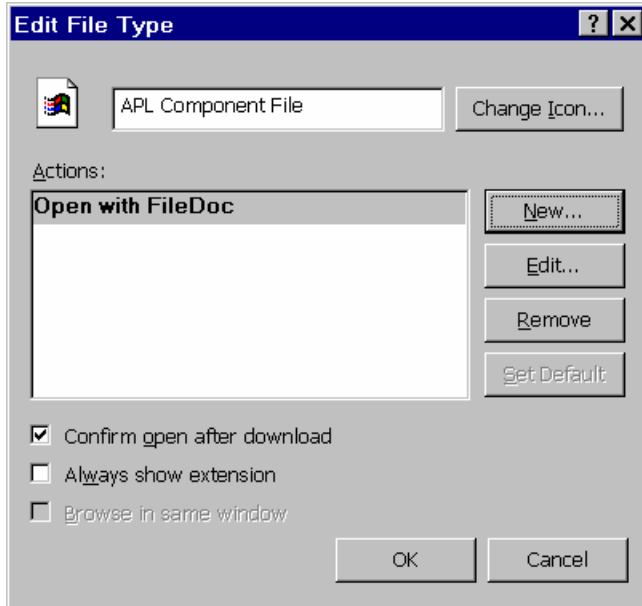 Edit File Type
?
APL Component File
Change Icon...
Actions:
Open with FileDoc
New...
Edit...
Remove
Set Default
Confirm open after download
Always show extension
Browse in same window
OK
Cancel